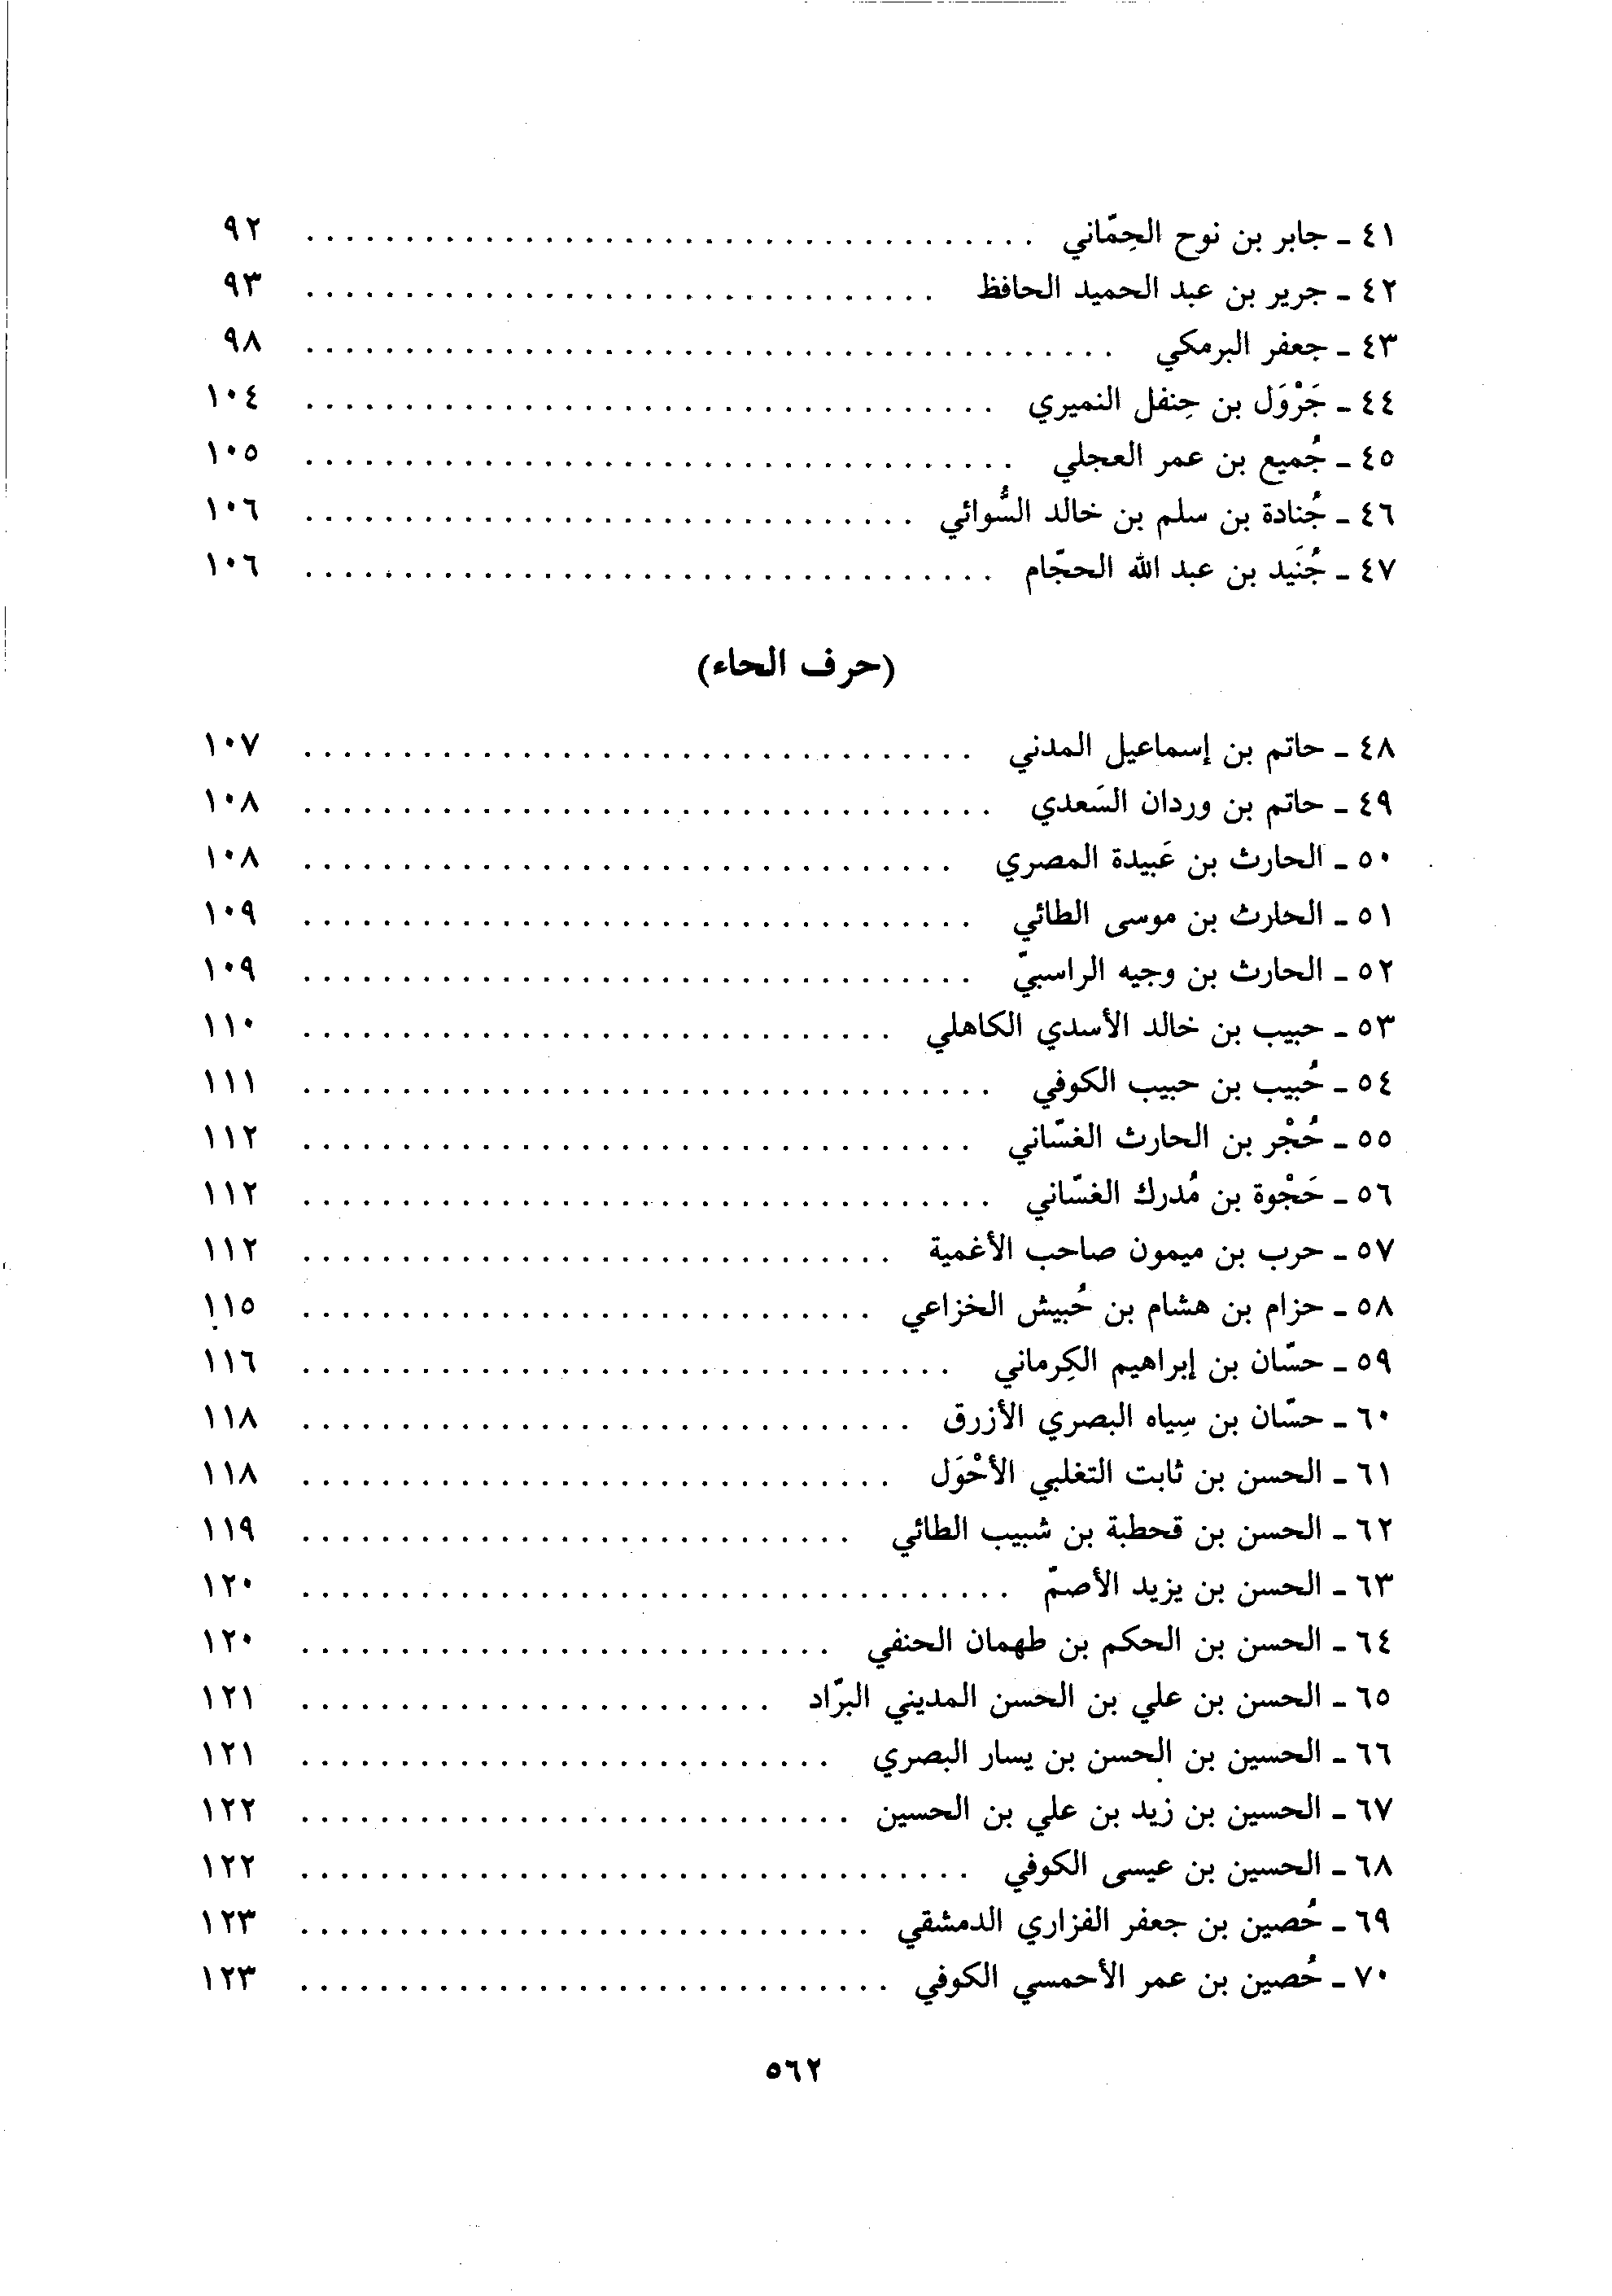 ٤١ - جابر بن نوح الحِمّاني . . . . . . . . . . . . . . . . . . . . ٩٢
٤٢ - جرير بن عبد الحميد الحافظ . . . . . . . . . . . . . . . . . . . . ٩٣
٤٣ - جعفر البرمكي . . . . . . . . . . . . . . . . . . . . ٩٨
٤٤ - جَرْوَل بن حِنفل النميري . . . . . . . . . . . . . . . . . . . . ١٠٤
٤٥ - جُميع بن عمر العجلي . . . . . . . . . . . . . . . . . . . . ١٠٥
٤٦ - جُنادة بن سلم بن خالد السُّوائي . . . . . . . . . . . . . . . . . . . . ١٠٦
٤٧ - جُنَيد بن عبد الله الحجّام . . . . . . . . . . . . . . . . . . . . ١٠٦
(حرف الحاء)
٤٨ - حاتم بن إسماعيل المدني . . . . . . . . . . . . . . . . . . . . ١٠٧
٤٩ - حاتم بن وردان السَعدي . . . . . . . . . . . . . . . . . . . . ١٠٨
٥٠ - الحارث بن عَبيدة المصري . . . . . . . . . . . . . . . . . . . . ١٠٨
٥١ - الحارث بن موسى الطائي . . . . . . . . . . . . . . . . . . . . ١٠٩
٥٢ - الحارث بن وجيه الراسبيّ . . . . . . . . . . . . . . . . . . . . ١٠٩
٥٣ - حبيب بن خالد الأسدي الكاهلي . . . . . . . . . . . . . . . . . . . . ١١٠
٥٤ - حُبيب بن حبيب الكوفي . . . . . . . . . . . . . . . . . . . . ١١١
٥٥ - حُجْر بن الحارث الغسّاني . . . . . . . . . . . . . . . . . . . . ١١٢
٥٦ - حَجْوة بن مُدرك الغسّاني . . . . . . . . . . . . . . . . . . . . ١١٢
٥٧ - حرب بن ميمون صاحب الأغمية . . . . . . . . . . . . . . . . . . . . ١١٢
٥٨ - حزام بن هشام بن حُبيش الخزاعي . . . . . . . . . . . . . . . . . . . . ١١٥
٥٩ - حسّان بن إبراهيم الكِرماني . . . . . . . . . . . . . . . . . . . . ١١٦
٦٠ - حسّان بن سِياه البصري الأزرق . . . . . . . . . . . . . . . . . . . . ١١٨
٦١ - الحسن بن ثابت التغلبي الأحْوَل . . . . . . . . . . . . . . . . . . . . ١١٨
٦٢ - الحسن بن قحطبة بن شبيب الطائي . . . . . . . . . . . . . . . . . . . . ١١٩
٦٣ - الحسن بن يزيد الأصمّ . . . . . . . . . . . . . . . . . . . . ١٢٠
٦٤ - الحسن بن الحكم بن طهمان الحنفي . . . . . . . . . . . . . . . . . . . . ١٢٠
٦٥ - الحسن بن علي بن الحسن المديني البرّاد . . . . . . . . . . . . . . . . . . . . ١٢١
٦٦ - الحسين بن الحسن بن يسار البصري . . . . . . . . . . . . . . . . . . . . ١٢١
٦٧ - الحسين بن زيد بن علي بن الحسين . . . . . . . . . . . . . . . . . . . . ١٢٢
٦٨ - الحسين بن عيسى الكوفي . . . . . . . . . . . . . . . . . . . . ١٢٢
٦٩ - حُصين بن جعفر الفزاري الدمشقي . . . . . . . . . . . . . . . . . . . . ١٢٣
٧٠ - حُصين بن عمر الأحمسي الكوفي . . . . . . . . . . . . . . . . . . . . ١٢٣
٥٦٢